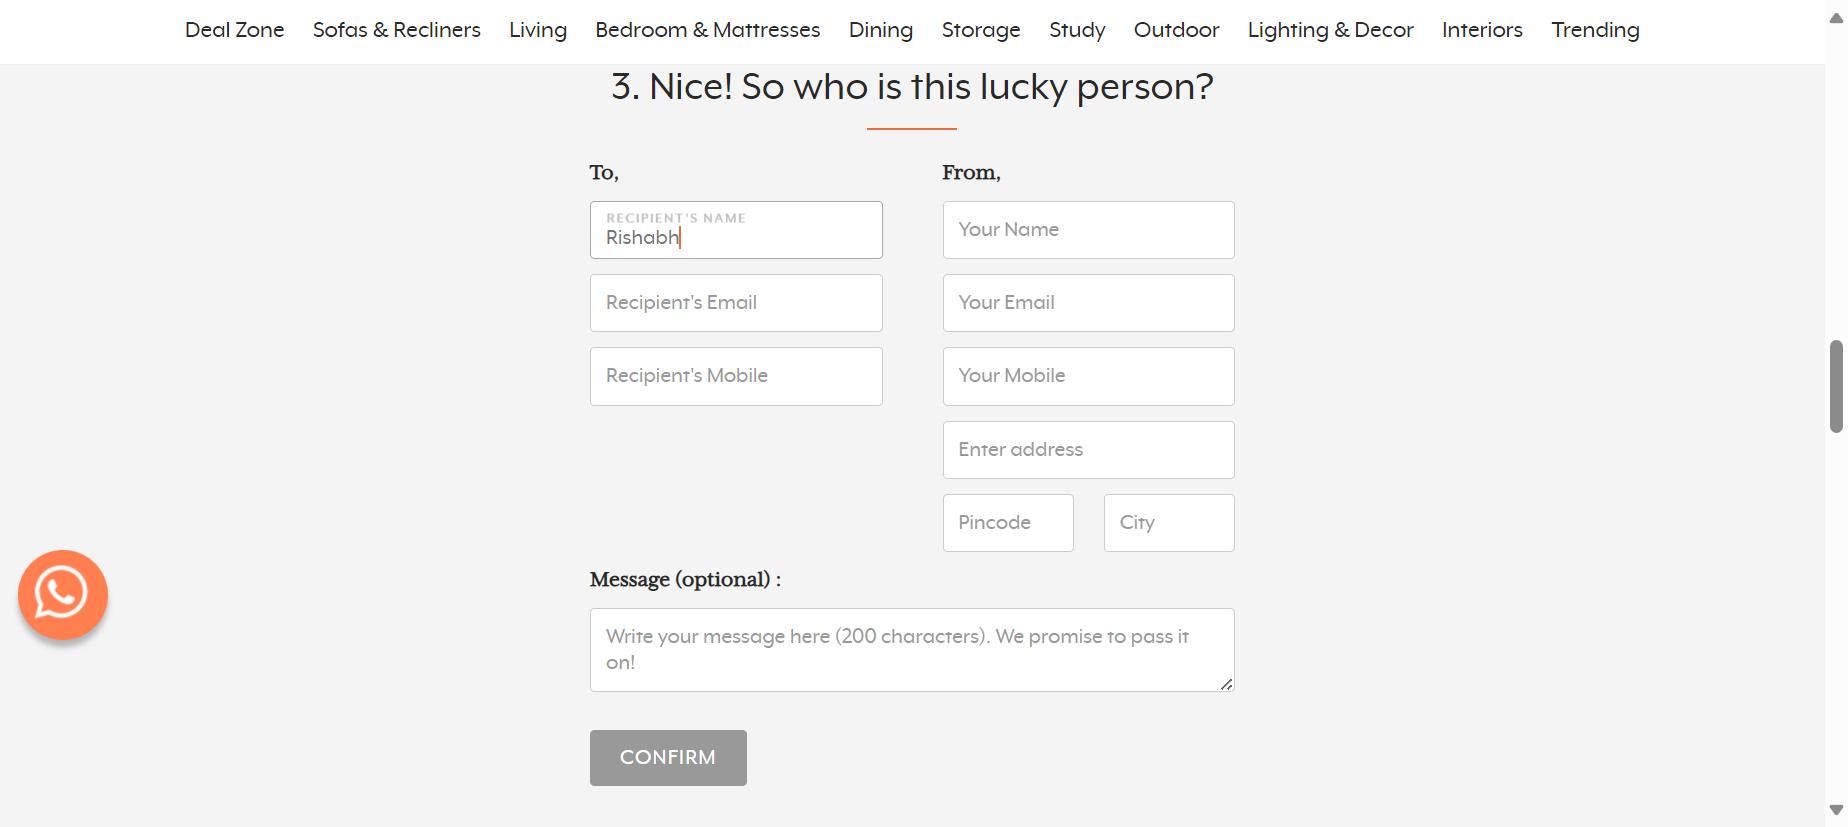 Deal Zone Sofas & Recliners Living Bedroom & Mattresses Dining Storage Study Outdoor Lighting & Decor Interiors Trending
3. Nice! So who is this lucky person?
To,
RECIPIENT'S NAME
Rishabh
Recipient's Email
Recipient's Mobile
From,
Your Name
Your Email
Your Mobile
Enter address
Pincode City
Message (optional) :
Write your message here (200 characters). We promise to pass it
on!
CONFIRM